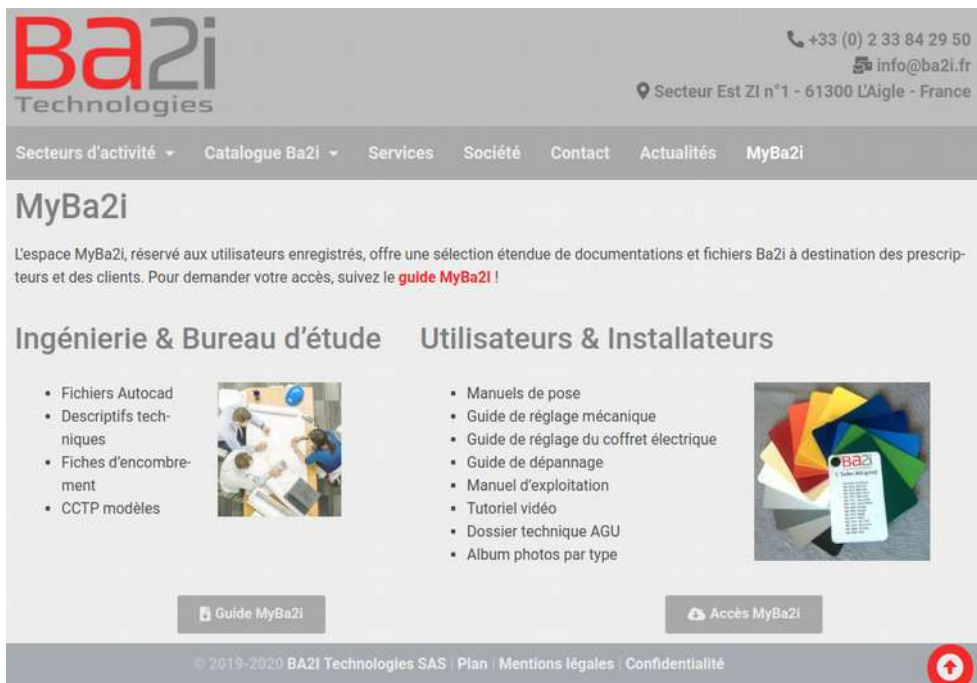 Ba2i
Technologies
+33 (0) 2 33 84 29 50
info@ba2i.fr
Secteur Est ZI n°1 - 61300 L'Aigle - France
Secteurs d'activité Catalogue Ba2i Services Société Contact Actualités MyBa2i
MyBa2i
L'espace MyBa2i, réservé aux utilisateurs enregistrés, offre une sélection étendue de documentations et fichiers Ba2i à destination des prescrip-
teurs et des clients. Pour demander votre accès, suivez le guide MyBa2I !
Ingénierie & Bureau d'étude
• Fichiers Autocad
• Descriptifs tech-
niques
• Fiches d'encombre-
ment
• CCTP modèles
Utilisateurs & Installateurs
• Manuels de pose
• Guide de réglage mécanique
• Guide de réglage du coffret électrique
• Guide de dépannage
• Manuel d'exploitation
• Tutoriel vidéo
• Dossier technique AGU
• Album photos par type
Ba2i
Guide MyBa2i
Accès MyBa2i
© 2019-2020 BA2I Technologies SAS | Plan | Mentions légales | Confidentialité